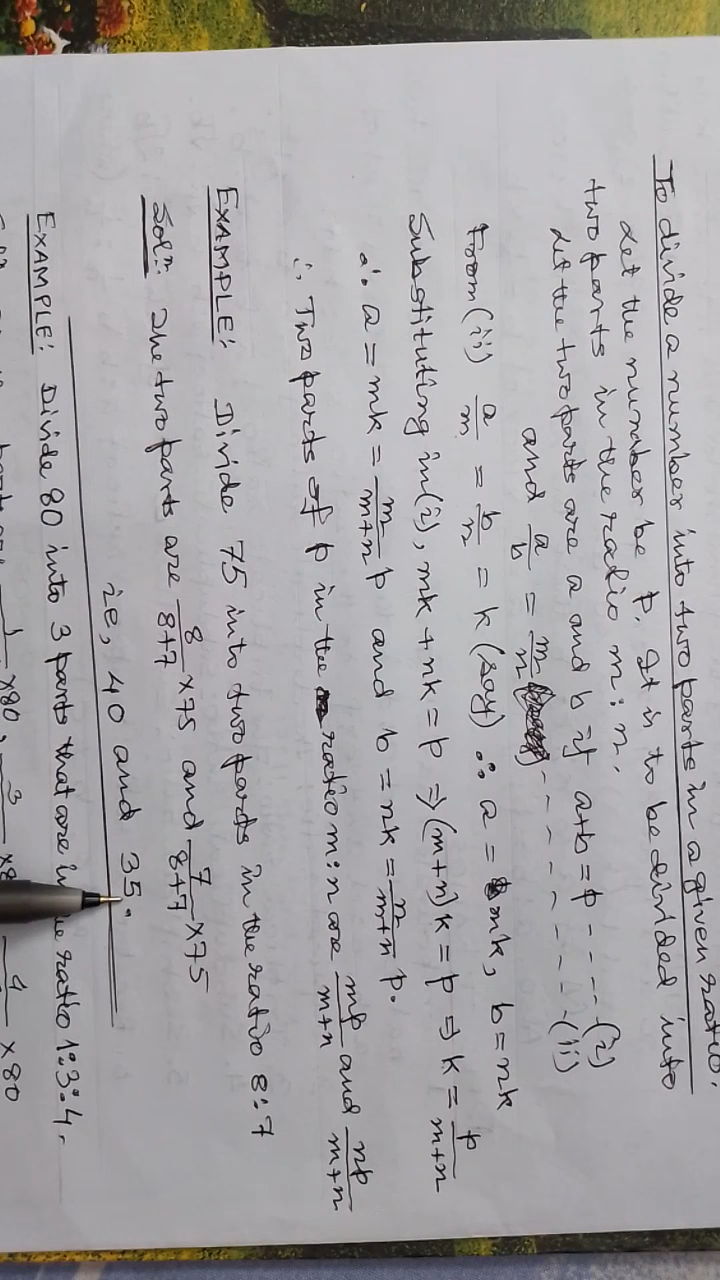 To divide a number into two parts in a given ratio.
Let the number be p. It is to be divided into
two parts in the radio m : n.
Let the two parts are a and b if a+b = p ----- (i)
and a/b = m/n -------- (ii)
From (ii) a/m = b/n = k (say) ∴ a = mk, b = nk
Substituting in (i), mk + nk = p ⇒ (m+n) k = p ⇒ k = p/m+n
∴ a = mk = m/m+n p and b = nk = n/m+n p.
∴ Two parts of p in the ratio m : n are mp/m+n and np/m+n
EXAMPLE: Divide 75 into two parts in the ratio 8 : 7
Solⁿ: The two parts are 8/8+7 × 75 and 7/8+7 × 75
ie, 40 and 35.
EXAMPLE: Divide 80 into 3 parts that are in ratio 1:3:4.
× 80, 3 4 × 80